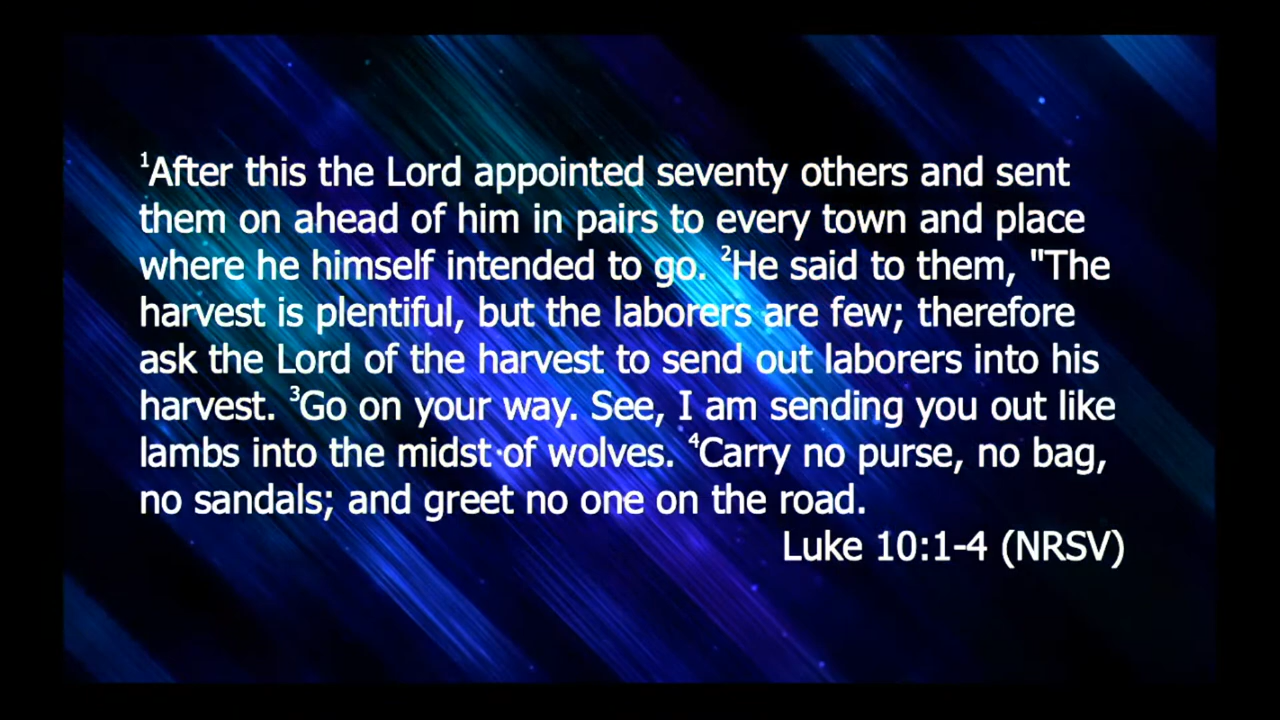 ¹After this the Lord appointed seventy others and sent
them on ahead of him in pairs to every town and place
where he himself intended to go. ²He said to them, "The
harvest is plentiful, but the laborers are few; therefore
ask the Lord of the harvest to send out laborers into his
harvest. ³Go on your way. See, I am sending you out like
lambs into the midst of wolves. ⁴Carry no purse, no bag,
no sandals; and greet no one on the road.
Luke 10:1-4 (NRSV)